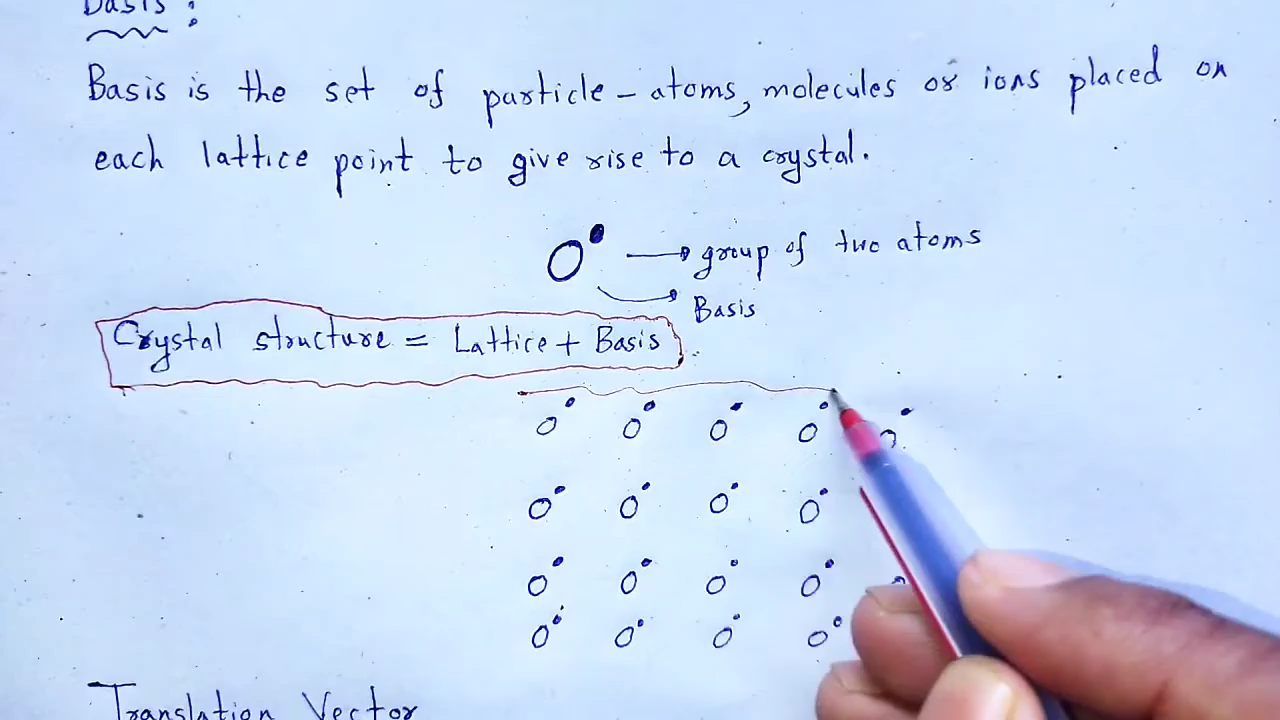 Basis :
Basis is the set of particle - atoms, molecules or ions placed on
each lattice point to give rise to a crystal.
group of two atoms
Basis
Crystal structure = Lattice + Basis
Translation Vector